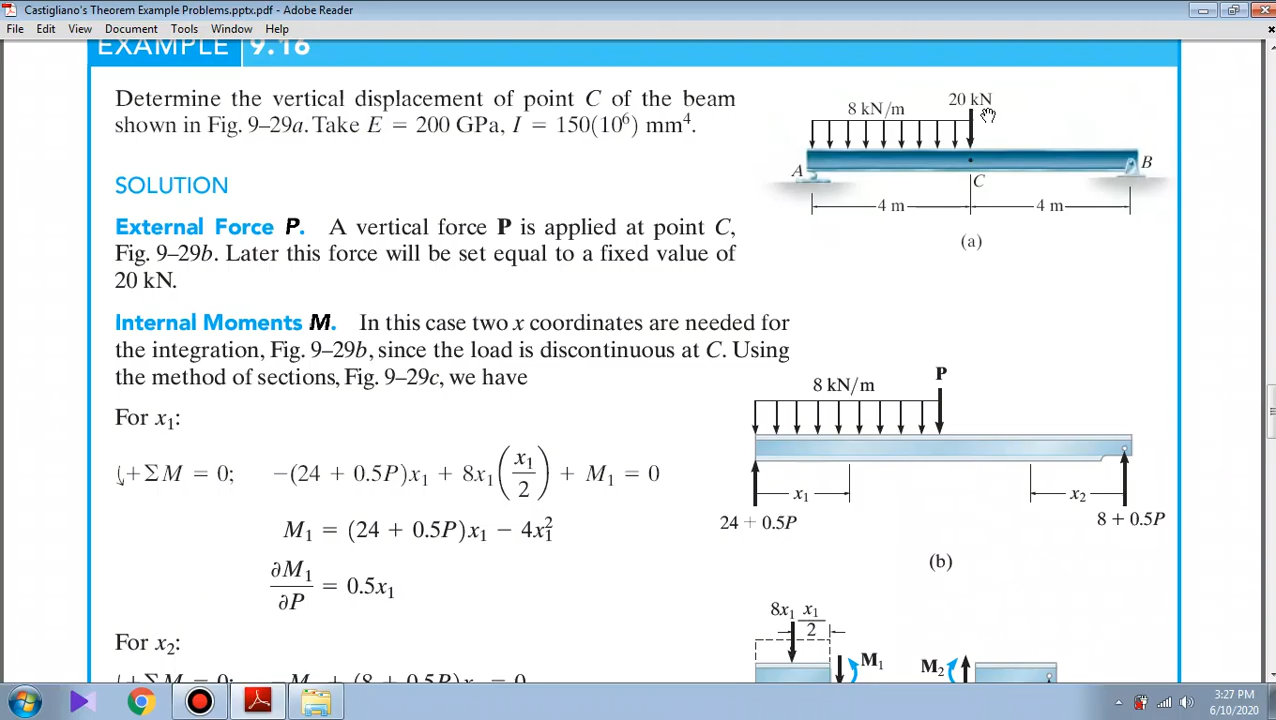 Castigliano's Theorem Example Problems.pptx.pdf - Adobe Reader
File Edit View Document Tools Window Help
EXAMPLE 9.16
Determine the vertical displacement of point C of the beam
shown in Fig. 9–29a. Take E = 200 GPa, I = 150(10⁶) mm⁴.
SOLUTION
External Force P. A vertical force P is applied at point C,
Fig. 9–29b. Later this force will be set equal to a fixed value of
20 kN.
Internal Moments M. In this case two x coordinates are needed for
the integration, Fig. 9–29b, since the load is discontinuous at C. Using
the method of sections, Fig. 9–29c, we have
For x₁:
↓+ΣM = 0; −(24 + 0.5P)x₁ + 8x₁(x₁/2) + M₁ = 0
M₁ = (24 + 0.5P)x₁ − 4x₁²
∂M₁/∂P = 0.5x₁
For x₂:
20 kN
8 kN/m
A
B
C
4 m
4 m
(a)
P
8 kN/m
x₁
x₂
24 + 0.5P
8 + 0.5P
(b)
8x₁ x₁/2
M₁
M₂
3:27 PM
6/10/2020